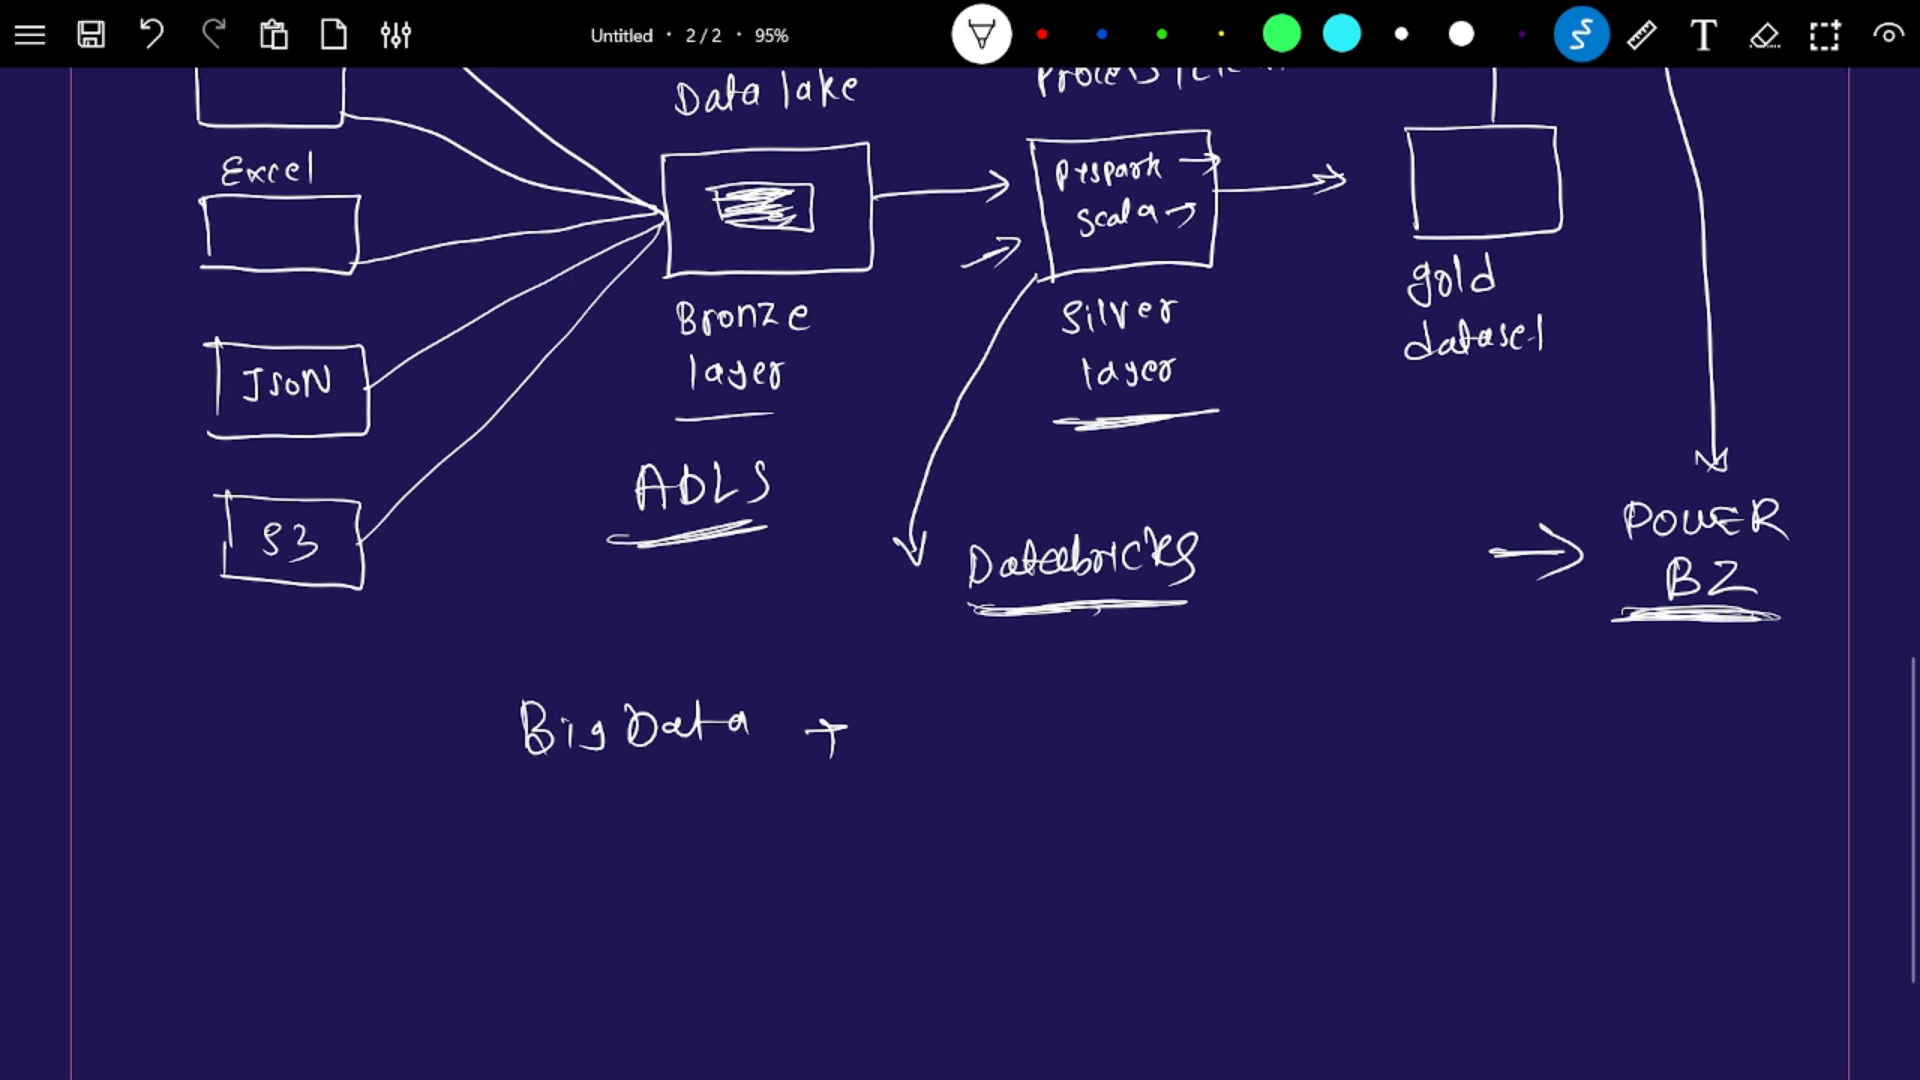 Untitled • 2 / 2 • 95%
T
Data lake
Excel
Pyspark →
Scala →
JSON
Bronze
layer
Silver
layer
gold
dataset
ADLS
S3
Databricks
→ POWER
BI
Big Data +